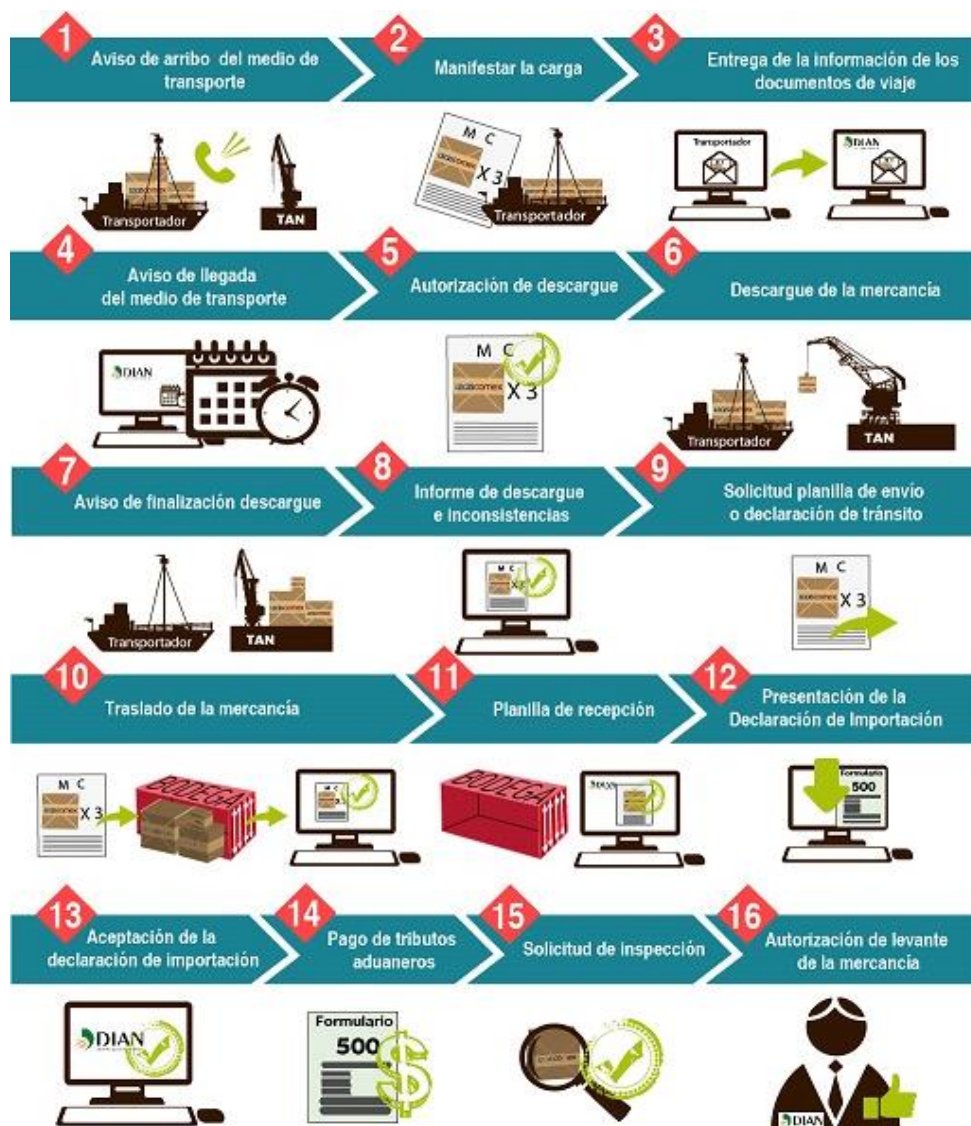 1
Aviso de arribo del medio de
transporte
2
Manifestar la carga
3
Entrega de la información de los
documentos de viaje
Transportador
TAN
M C
X 3
Transportador
Transportador
DIAN
4
Aviso de llegada
del medio de transporte
5
Autorización de descargue
6
Descargue de la mercancía
DIAN
M C
X 3
Transportador
TAN
7
Aviso de finalización descargue
8
Informe de descargue
e inconsistencias
9
Solicitud planilla de envío
o declaración de tránsito
Transportador
TAN
M C
X 3
M C
X 3
10
Traslado de la mercancía
11
Planilla de recepción
12
Presentación de la
Declaración de Importación
M C
X 3
BODEGA
M C
X 3
BODEGA
Formulario
500
13
Aceptación de la
declaración de importación
14
Pago de tributos
aduaneros
15
Solicitud de inspección
16
Autorización de levante
de la mercancía
DIAN
Formulario
500
$
DIAN